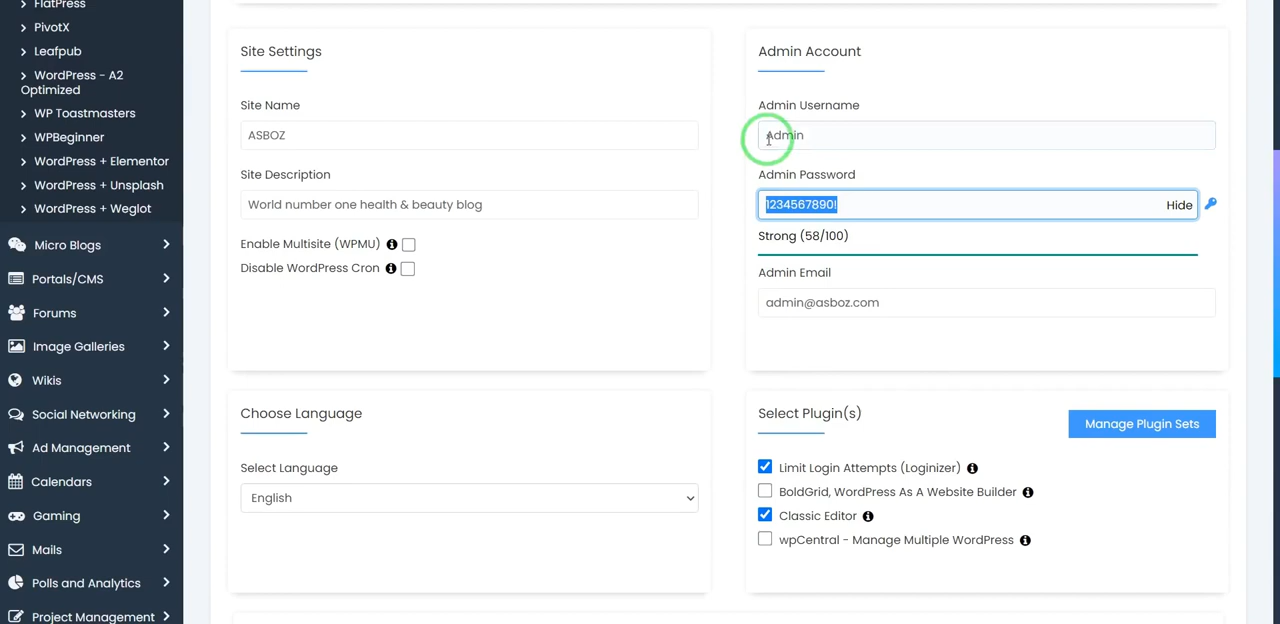 FlatPress
PivotX
Leafpub
WordPress - A2
Optimized
WP Toastmasters
WPBeginner
WordPress + Elementor
WordPress + Unsplash
WordPress + Weglot
Micro Blogs
Portals/CMS
Forums
Image Galleries
Wikis
Social Networking
Ad Management
Calendars
Gaming
Mails
Polls and Analytics
Project Management
Site Settings
Site Name
ASBOZ
Site Description
World number one health & beauty blog
Enable Multisite (WPMU)
Disable WordPress Cron
Admin Account
Admin Username
Admin
Admin Password
1234567890! Hide
Strong (58/100)
Admin Email
admin@asboz.com
Choose Language
Select Language
English
Select Plugin(s)
Manage Plugin Sets
Limit Login Attempts (Loginizer)
BoldGrid, WordPress As A Website Builder
Classic Editor
wpCentral - Manage Multiple WordPress